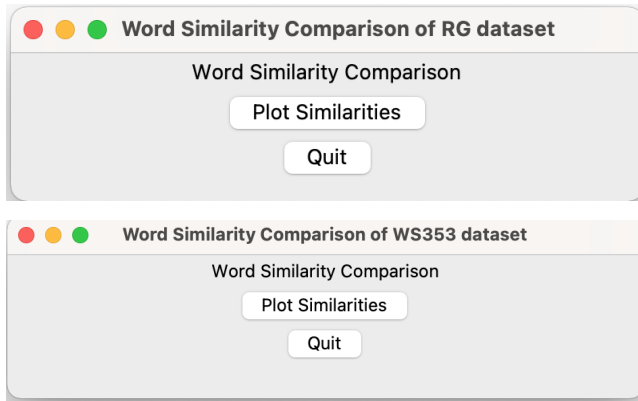 Word Similarity Comparison of RG dataset
Word Similarity Comparison
Plot Similarities
Quit
Word Similarity Comparison of WS353 dataset
Word Similarity Comparison
Plot Similarities
Quit